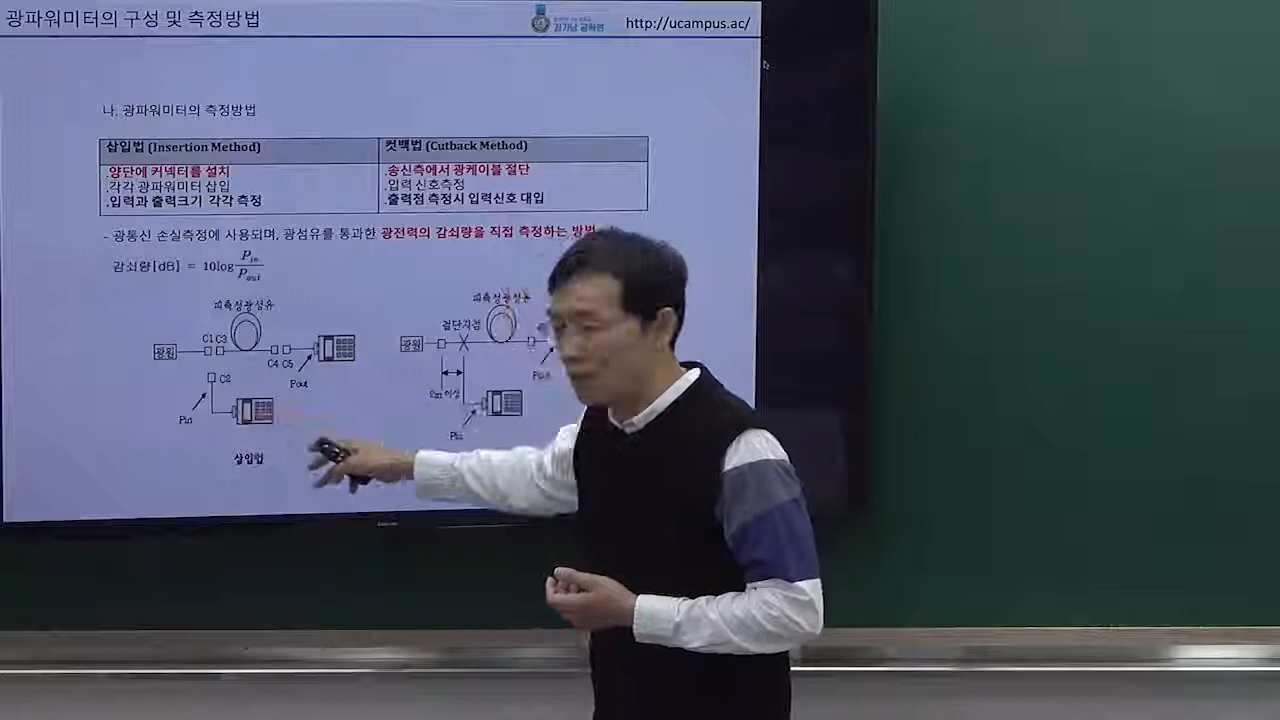 광파워미터의 구성 및 측정방법
http://ucampus.ac/
나. 광파워미터의 측정방법
삽입법 (Insertion Method)
컷백법 (Cutback Method)
.양단에 커넥터를 설치
.송신측에서 광케이블 절단
.각각 광파워미터 삽입
.입력 신호측정
.입력과 출력크기 각각 측정
.출력점 측정시 입력신호 대입
- 광통신 손실측정에 사용되며, 광섬유를 통과한 광전력의 감쇠량을 직접 측정하는 방법
감쇠량[dB] = 10log Pin/Pout
피측정광섬유
광원
C1 C3
C4 C5
Pout
C2
Pin
삽입법
피측정광섬유
절단지점
광원
2m 이상
Pin